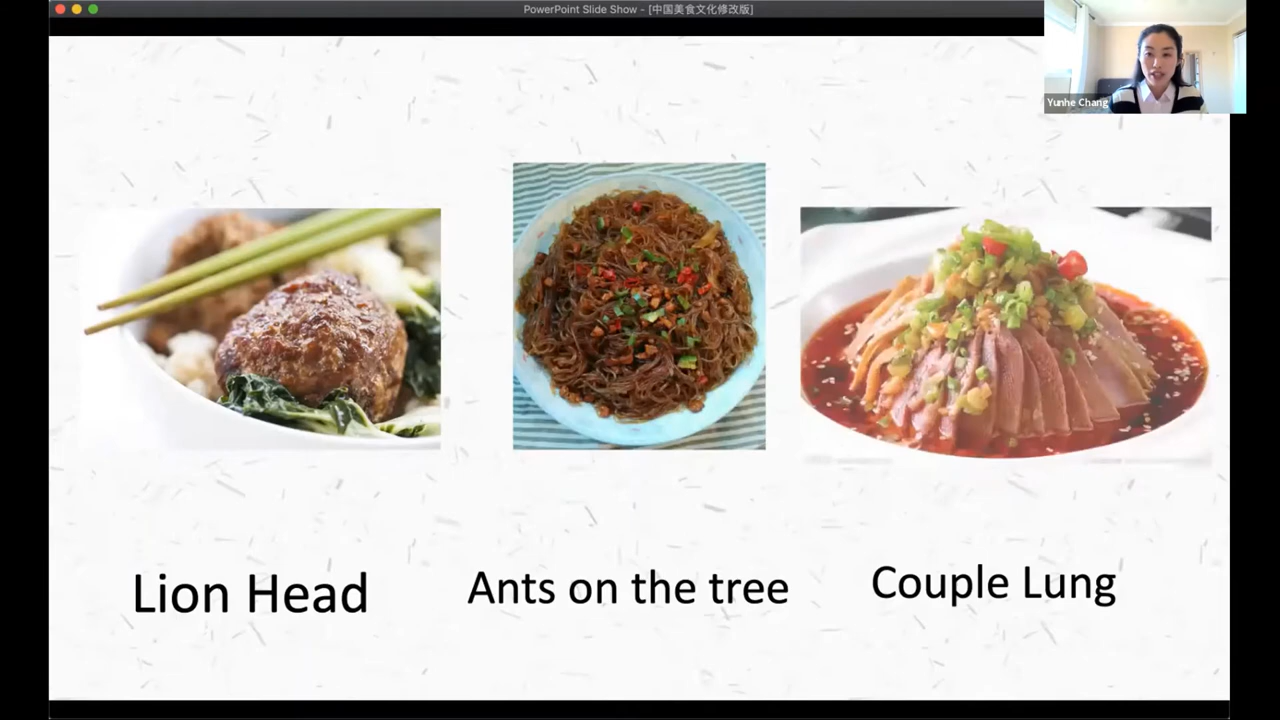 PowerPoint Slide Show - [中国美食文化修改版]
Yunhe Chang
Lion Head
Ants on the tree
Couple Lung